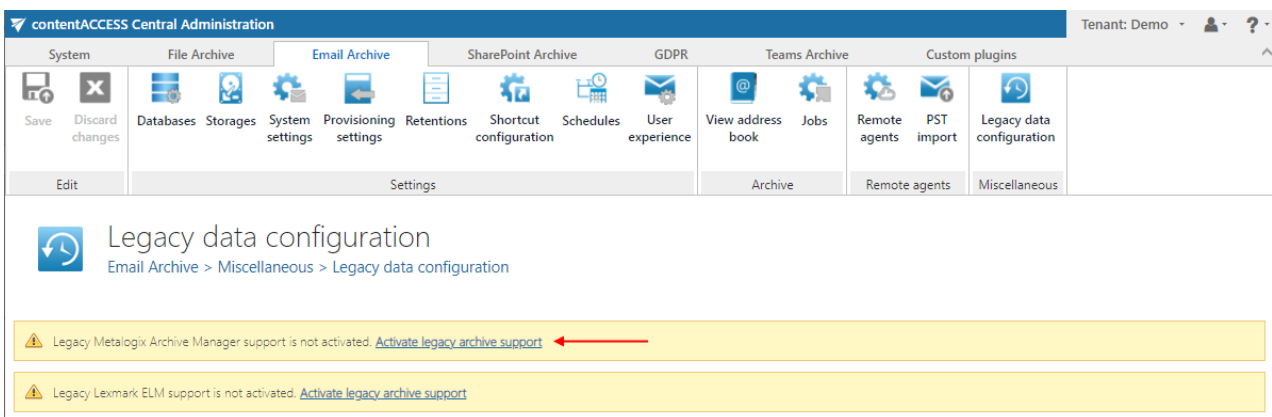 contentACCESS Central Administration
Tenant: Demo
?
System
File Archive
Email Archive
SharePoint Archive
GDPR
Teams Archive
Custom plugins
Save
Discard
changes
Databases
Storages
System
settings
Provisioning
settings
Retentions
Shortcut
configuration
Schedules
User
experience
View address
book
Jobs
Remote
agents
PST
import
Legacy data
configuration
Edit
Settings
Archive
Remote agents
Miscellaneous
Legacy data configuration
Email Archive > Miscellaneous > Legacy data configuration
Legacy Metalogix Archive Manager support is not activated. Activate legacy archive support
Legacy Lexmark ELM support is not activated. Activate legacy archive support